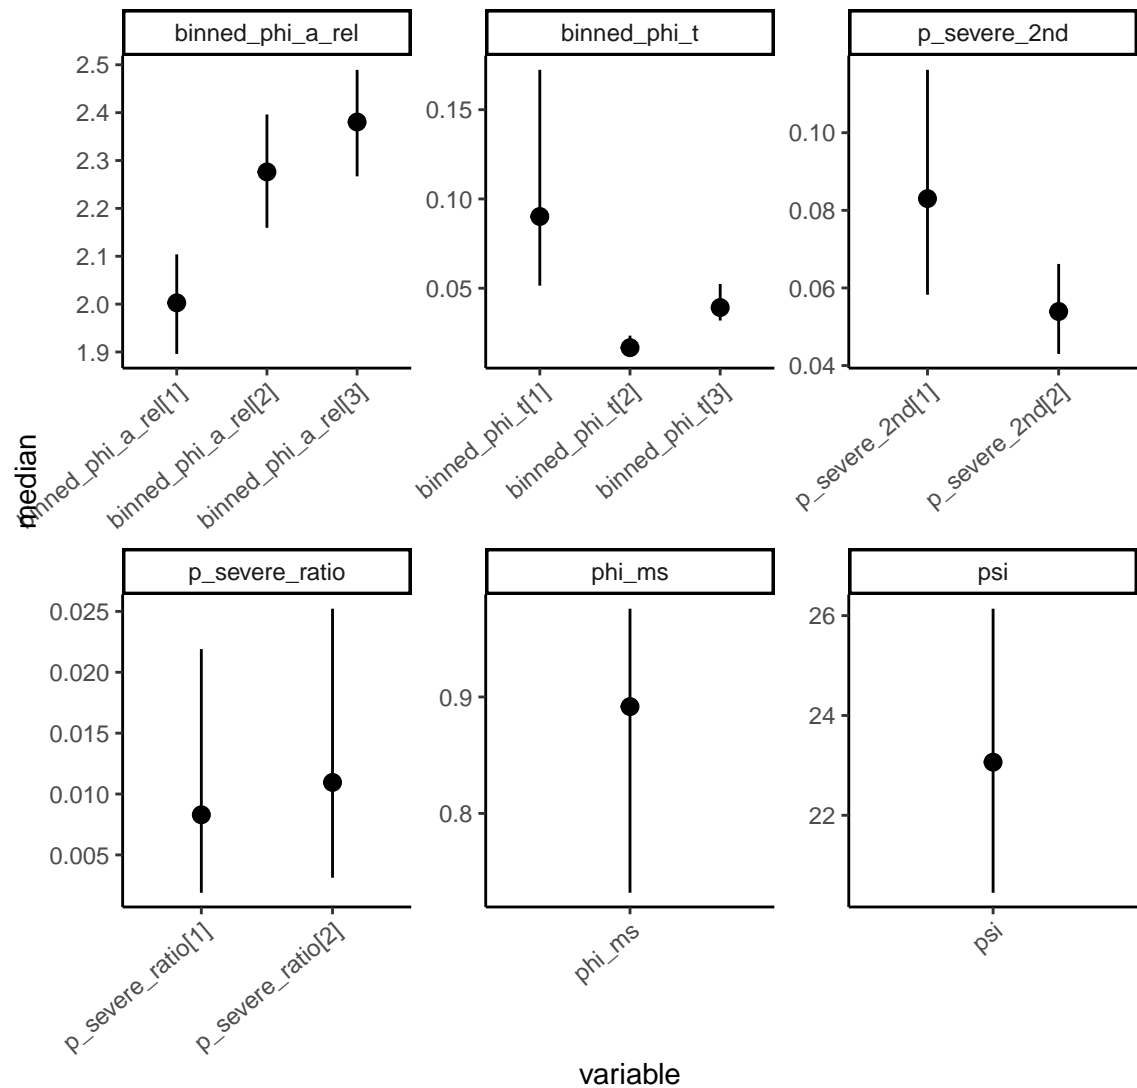 binned_phi_a_rel
binned_phi_t
p_severe_2nd
2.5
2.4
2.3
2.2
2.1
2.0
1.9
0.15
0.10
0.05
0.10
0.08
0.06
0.04
binned_phi_a_rel[1]
binned_phi_a_rel[2]
binned_phi_a_rel[3]
binned_phi_t[1]
binned_phi_t[2]
binned_phi_t[3]
p_severe_2nd[1]
p_severe_2nd[2]
median
p_severe_ratio
phi_ms
psi
0.025
0.020
0.015
0.010
0.005
0.9
0.8
26
24
22
p_severe_ratio[1]
p_severe_ratio[2]
phi_ms
psi
variable